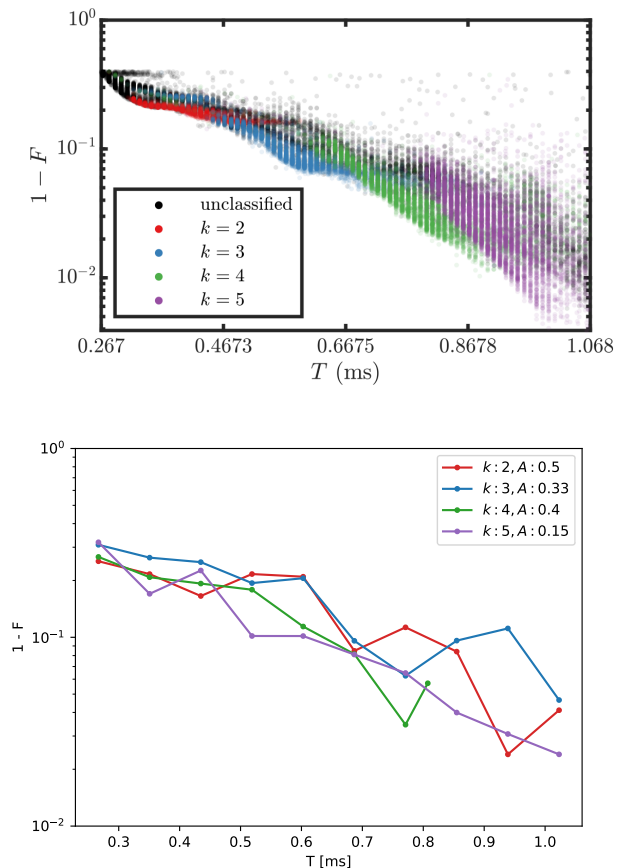 10^0
10^{-1}
10^{-2}
1 − F
unclassified
k = 2
k = 3
k = 4
k = 5
0.267 0.4673 0.6675 0.8678 1.068
T (ms)
10^0
10^{-1}
10^{-2}
1 - F
k : 2, A : 0.5
k : 3, A : 0.33
k : 4, A : 0.4
k : 5, A : 0.15
0.3 0.4 0.5 0.6 0.7 0.8 0.9 1.0
T [ms]